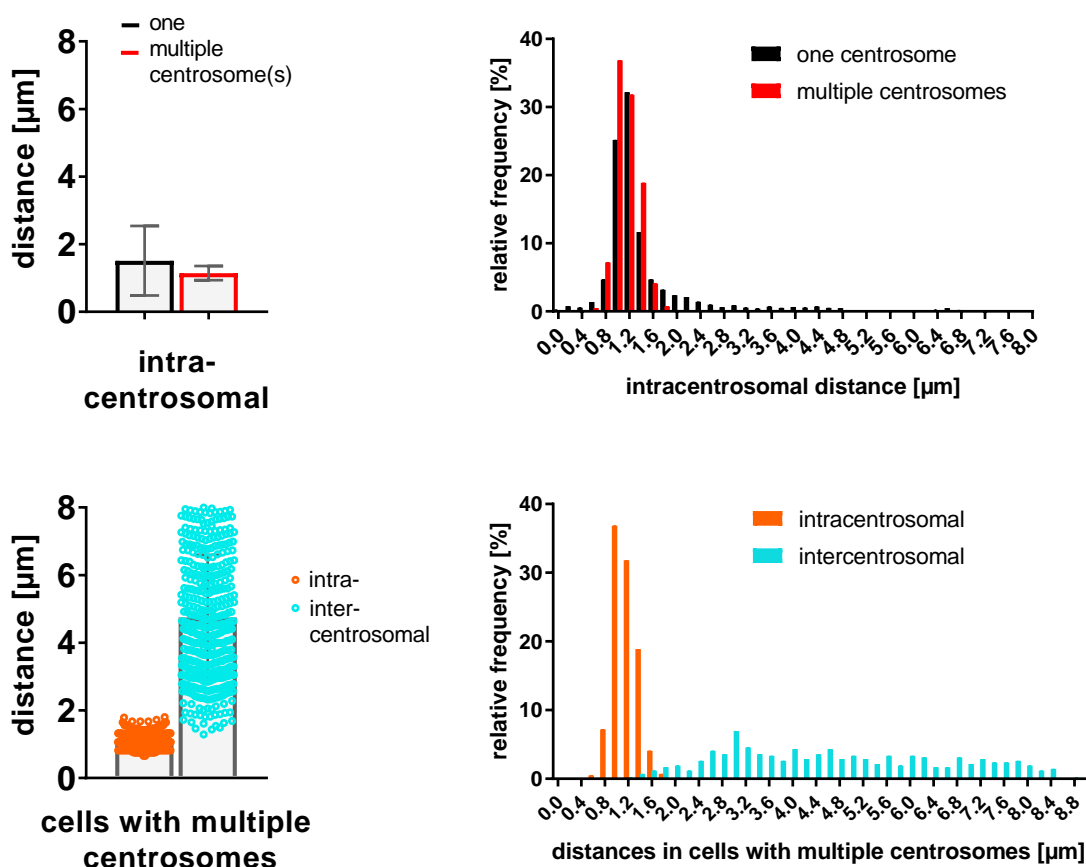 one
multiple
centrosome(s)
distance [µm]
8
6
4
2
0
intra-
centrosomal
one centrosome
multiple centrosomes
relative frequency [%]
40
30
20
10
0
0.0 0.4 0.8 1.2 1.6 2.0 2.4 2.8 3.2 3.6 4.0 4.4 4.8 5.2 5.6 6.0 6.4 6.8 7.2 7.6 8.0
intracentrosomal distance [µm]
distance [µm]
8
6
4
2
0
intra-
inter-
centrosomal
cells with multiple
centrosomes
intracentrosomal
intercentrosomal
relative frequency [%]
40
30
20
10
0
0.0 0.4 0.8 1.2 1.6 2.0 2.4 2.8 3.2 3.6 4.0 4.4 4.8 5.2 5.6 6.0 6.4 6.8 7.2 7.6 8.0 8.4 8.8
distances in cells with multiple centrosomes [µm]